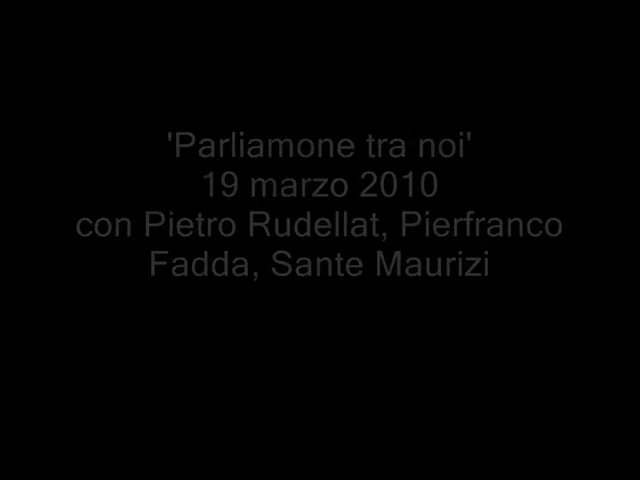 'Parliamone tra noi'
19 marzo 2010
con Pietro Rudellat, Pierfranco
Fadda, Sante Maurizi